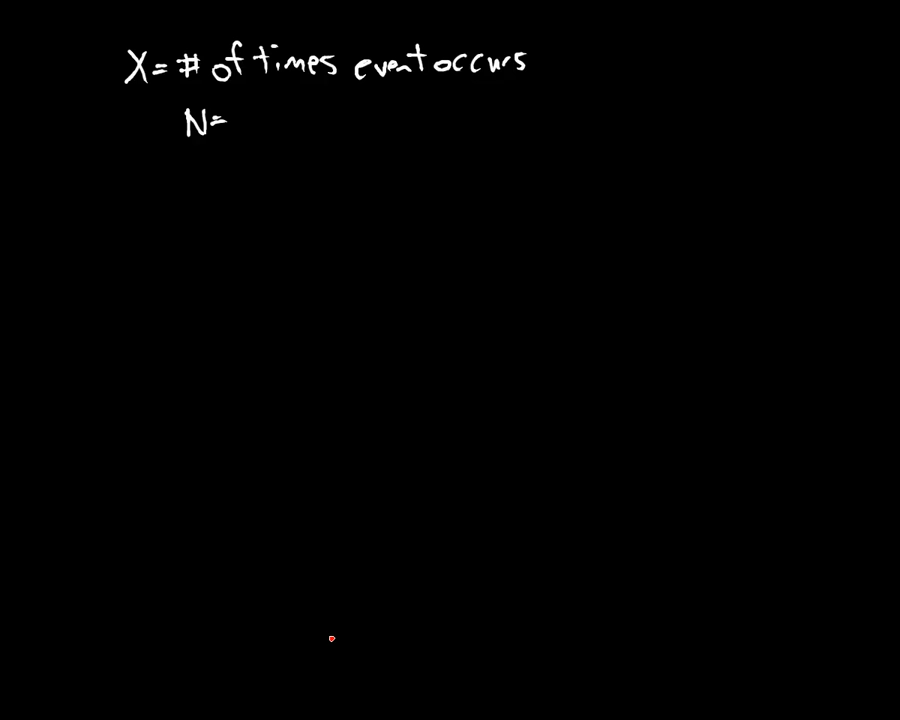 X = # of times event occurs
N =